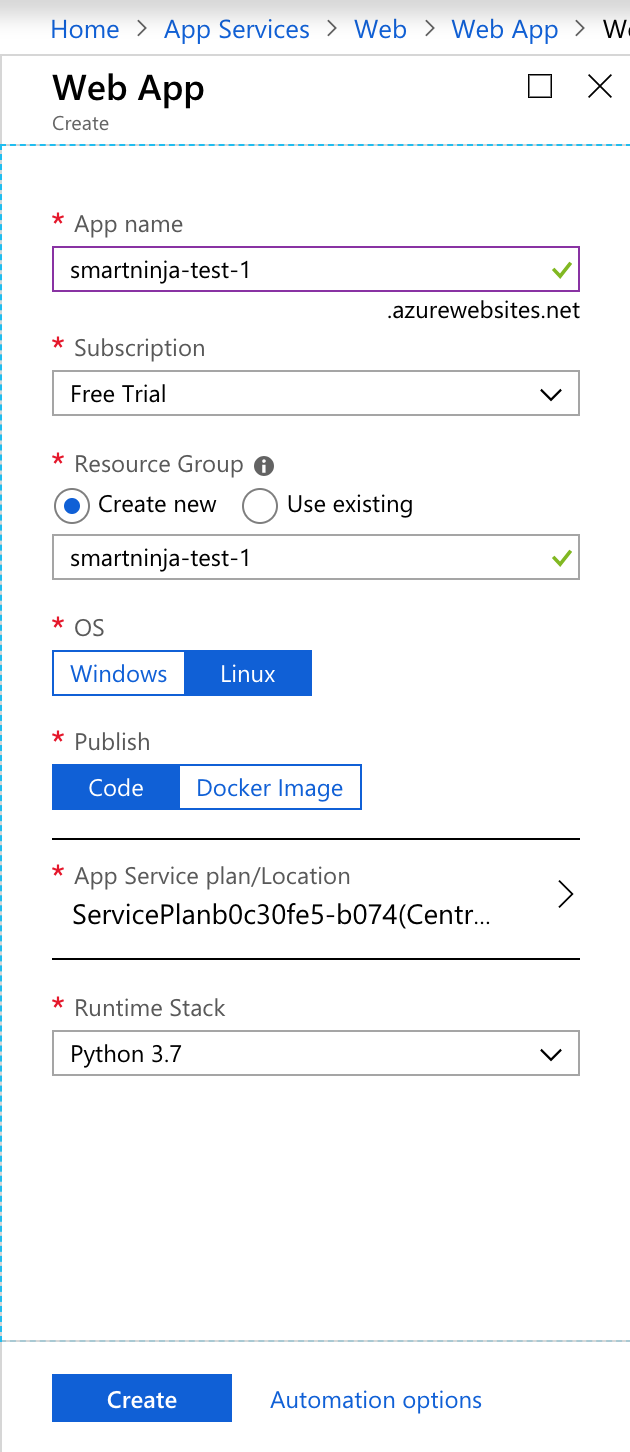 Home > App Services > Web > Web App >
Web App
Create
* App name
smartninja-test-1
.azurewebsites.net
* Subscription
Free Trial
* Resource Group
Create new Use existing
smartninja-test-1
* OS
Windows Linux
* Publish
Code Docker Image
* App Service plan/Location
ServicePlanb0c30fe5-b074(Centr...
* Runtime Stack
Python 3.7
Create Automation options